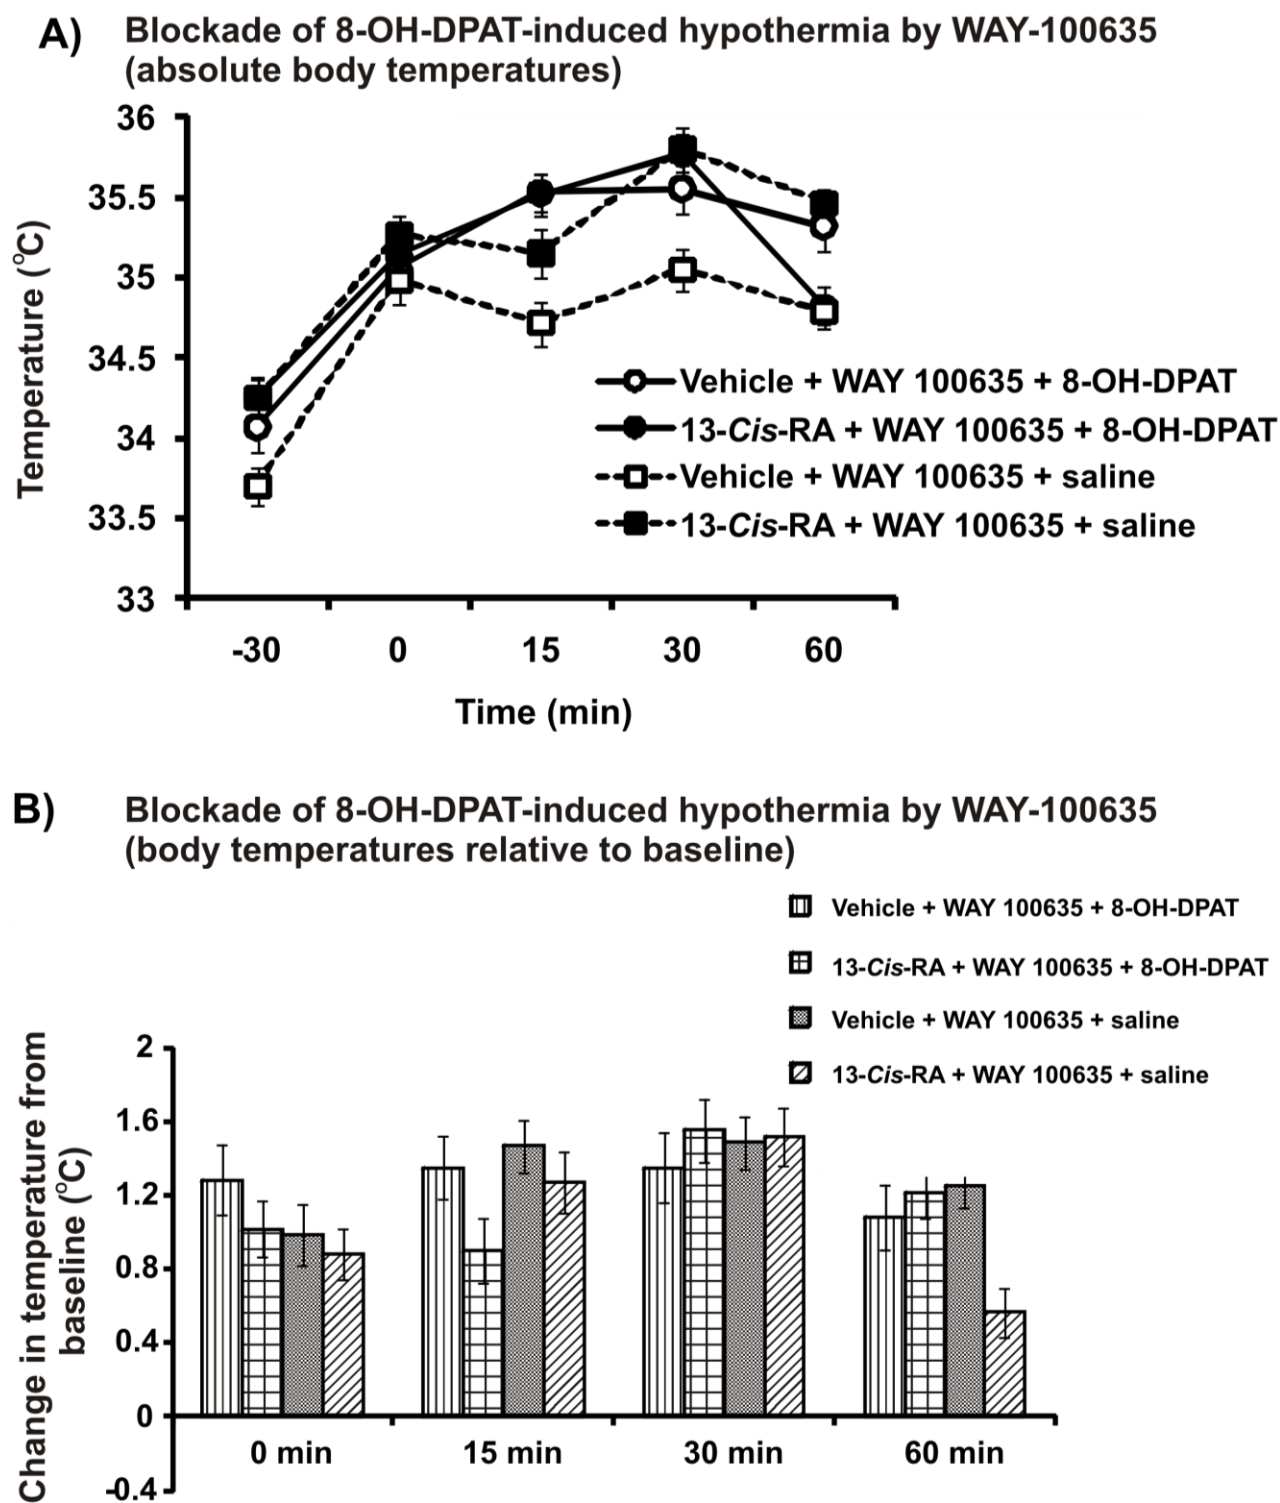 A) Blockade of 8-OH-DPAT-induced hypothermia by WAY-100635
(absolute body temperatures)
36
35.5
35
34.5
34
33.5
33
Temperature (°C)
Vehicle + WAY 100635 + 8-OH-DPAT
13-Cis-RA + WAY 100635 + 8-OH-DPAT
Vehicle + WAY 100635 + saline
13-Cis-RA + WAY 100635 + saline
-30 0 15 30 60
Time (min)
B) Blockade of 8-OH-DPAT-induced hypothermia by WAY-100635
(body temperatures relative to baseline)
Vehicle + WAY 100635 + 8-OH-DPAT
13-Cis-RA + WAY 100635 + 8-OH-DPAT
Vehicle + WAY 100635 + saline
13-Cis-RA + WAY 100635 + saline
Change in temperature from
baseline (°C)
2
1.6
1.2
0.8
0.4
0
-0.4
0 min 15 min 30 min 60 min